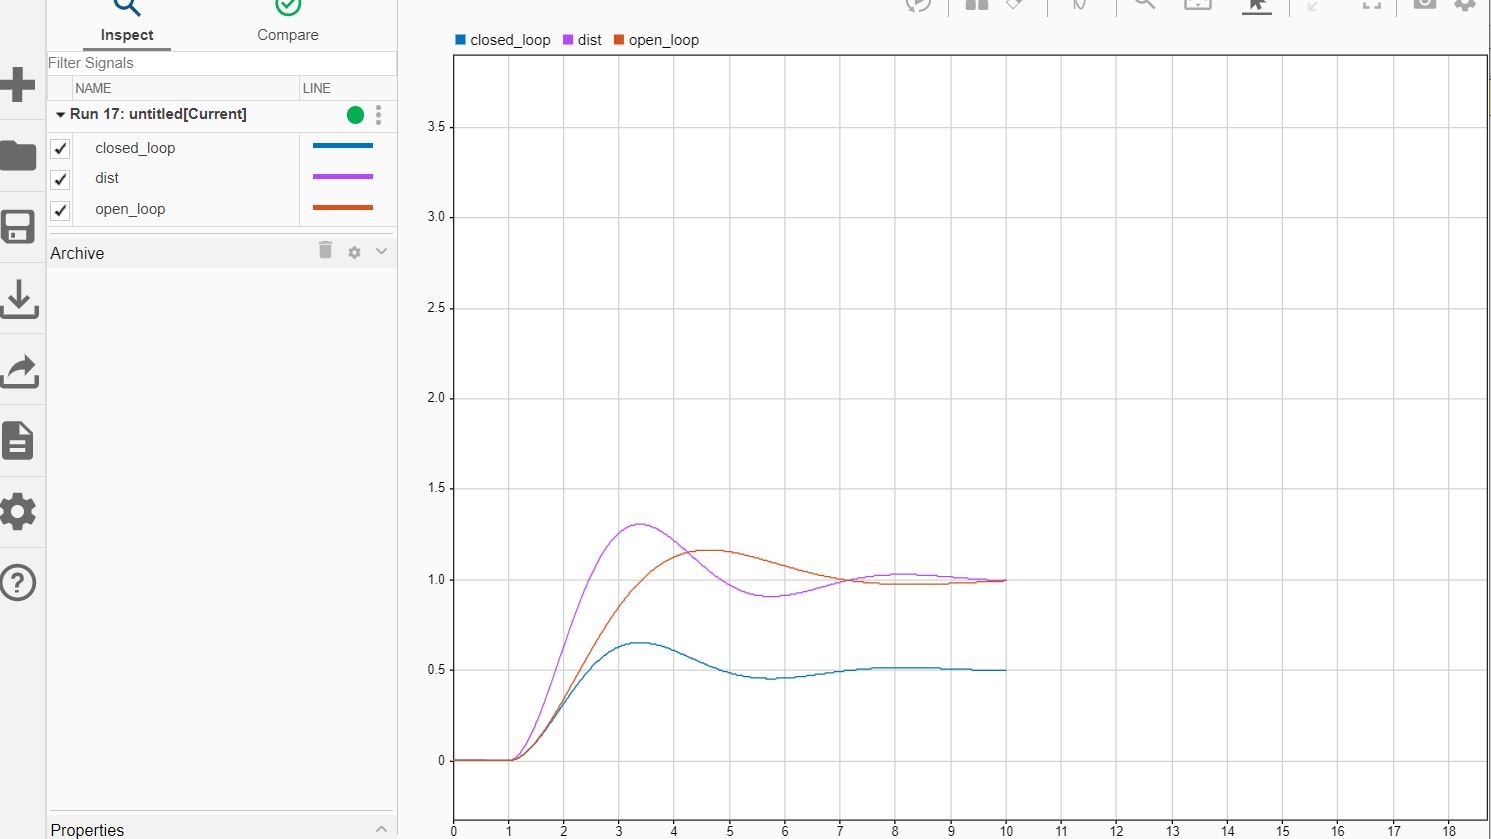 Inspect Compare
closed_loop dist open_loop
Filter Signals
NAME LINE
Run 17: untitled[Current]
closed_loop
dist
open_loop
Archive
Properties
3.5
3.0
2.5
2.0
1.5
1.0
0.5
0
0 1 2 3 4 5 6 7 8 9 10 11 12 13 14 15 16 17 18